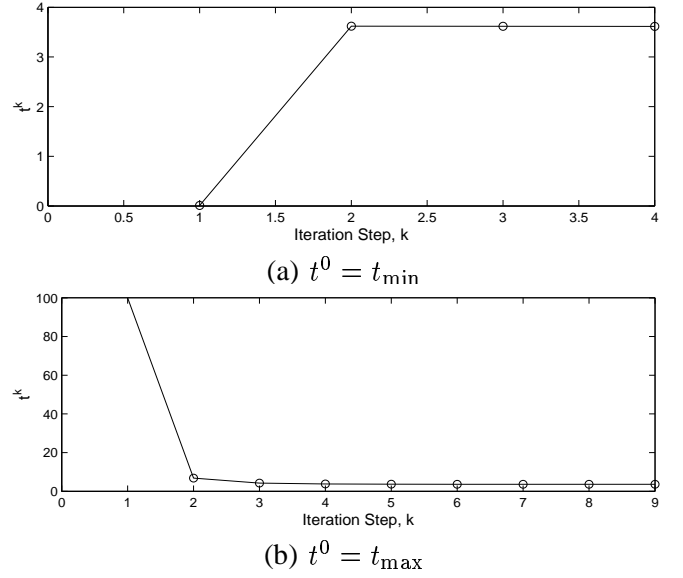 4
3
2
1
0
t^k
0 0.5 1 1.5 2 2.5 3 3.5 4
Iteration Step, k
(a) t^0 = t_min
100
80
60
40
20
0
t^k
0 1 2 3 4 5 6 7 8 9
Iteration Step, k
(b) t^0 = t_max